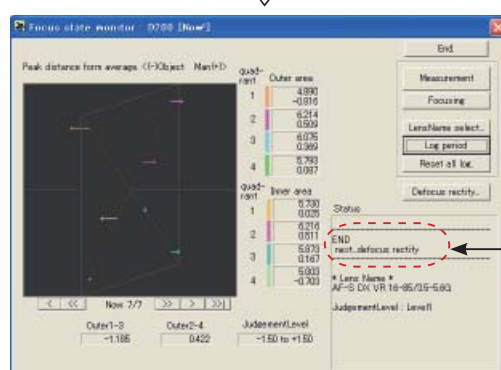 Focus state monitor D200 [Now!]
End
Peak distance form average <(-)Object Man(+)>
quad-
rant Outer area
1 4.890
-0.816
2 6.214
0.509
3 6.075
0.369
4 5.793
0.087
quad-
rant Inner area
1 5.730
0.025
2 6.216
0.511
3 5.873
0.167
4 5.003
-0.703
< << Now: 7/7 >> > >>|
Outer1-3 Outer2-4 JudgementLevel
-1.185 0.422 -1.50 to +1.50
Measurement
Focusing
LensName select..
Log period
Reset all log.
Defocus rectify..
Status
END
next..defocus rectify
* Lens Name *
AF-S DX VR 16-85/3.5-5.6G
JudgementLevel : Level1